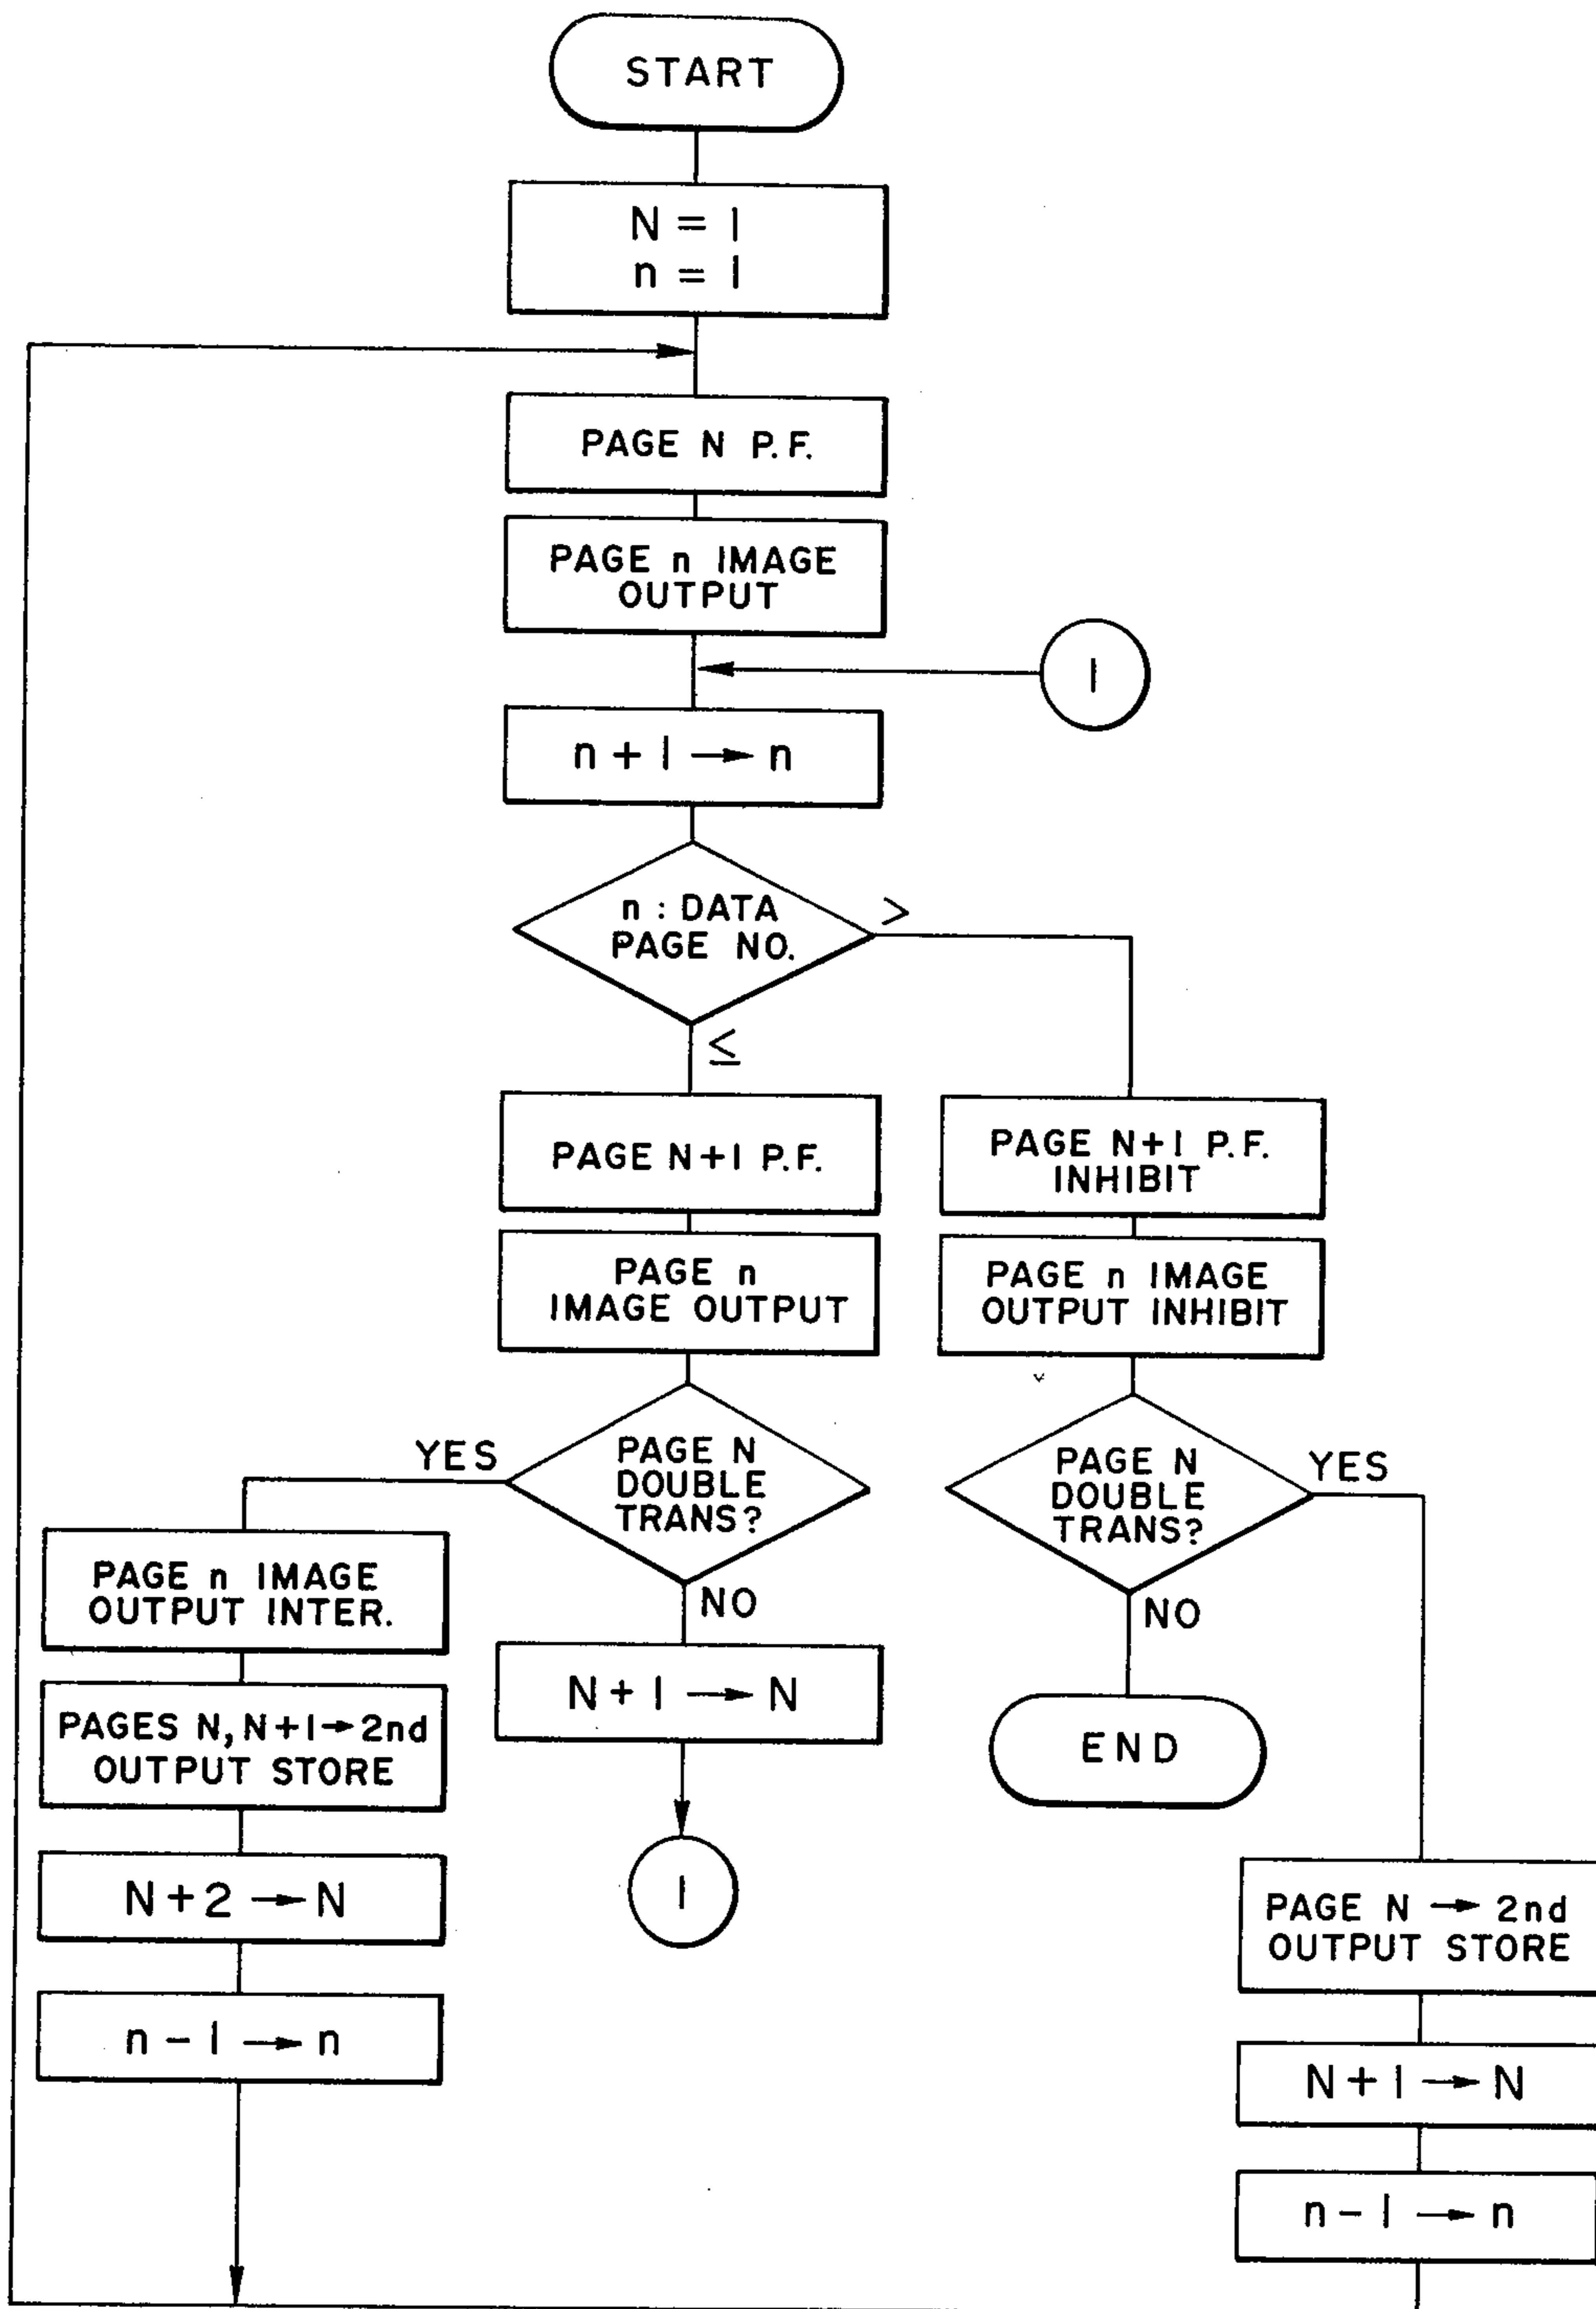 START
N = 1
n = 1
PAGE N P.F.
PAGE n IMAGE
OUTPUT
1
n + 1 → n
n : DATA
PAGE NO.
>
≤
PAGE N+1 P.F.
PAGE N+1 P.F.
INHIBIT
PAGE n
IMAGE OUTPUT
PAGE n IMAGE
OUTPUT INHIBIT
PAGE N
DOUBLE
TRANS?
YES
NO
PAGE N
DOUBLE
TRANS?
YES
NO
PAGE n IMAGE
OUTPUT INTER.
N + 1 → N
END
PAGES N, N+1 → 2nd
OUTPUT STORE
N + 2 → N
1
PAGE N → 2nd
OUTPUT STORE
n - 1 → n
N + 1 → N
n - 1 → n